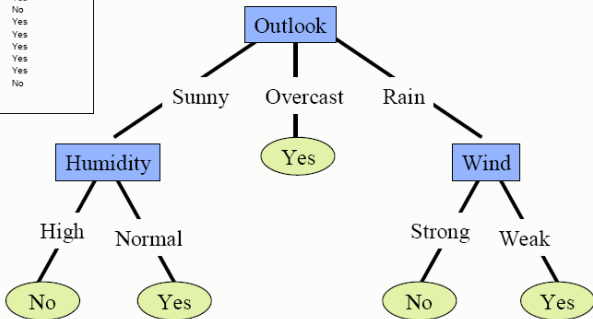 No
Yes
Yes
Yes
Yes
Yes
No
Outlook
Sunny Overcast Rain
Humidity Yes Wind
High Normal Strong Weak
No Yes No Yes